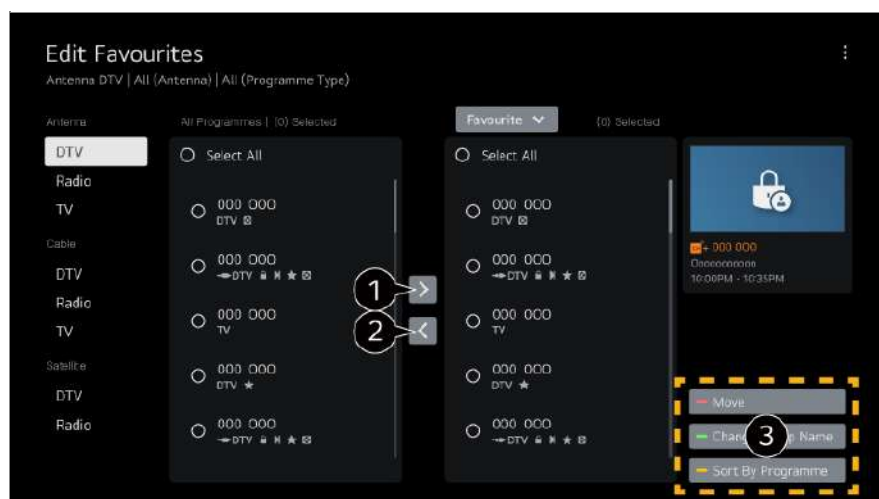 Edit Favourites
Antenna DTV | All (Antenna) | All (Programme Type)
Antenna
DTV
Radio
TV
Cable
DTV
Radio
TV
Satellite
DTV
Radio
All Programmes | (0) Selected
Select All
000 000
DTV
000 000
DTV
000 000
TV
000 000
DTV
000 000
DTV
1
2
Favourite
(0) Selected
Select All
000 000
DTV
000 000
DTV
000 000
TV
000 000
DTV
000 000
DTV
000 000
10:00PM - 10:35PM
Move
3
Name
Sort By Programme